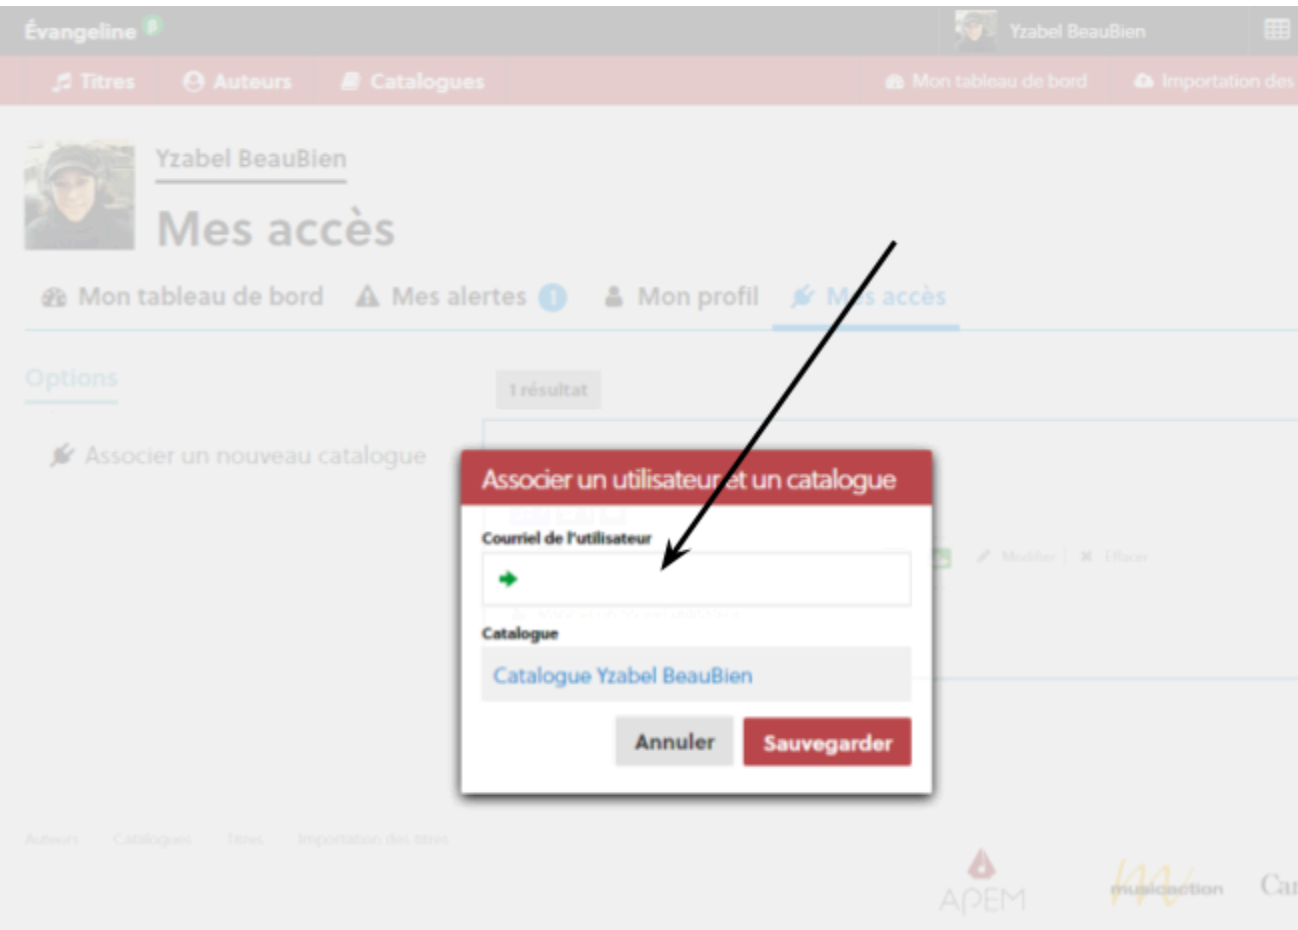 Évangeline β
Yzabel BeauBien
Titres Auteurs Catalogues
Mon tableau de bord Importation des
Yzabel BeauBien
Mes accès
Mon tableau de bord Mes alertes 1 Mon profil Mes accès
Options
1 résultat
Associer un nouveau catalogue
Associer un utilisateur et un catalogue
Courriel de l'utilisateur
Modifier Effacer
Catalogue
Catalogue Yzabel BeauBien
Annuler Sauvegarder
Auteurs Catalogues Titres Importation des titres
APEM
musicaction